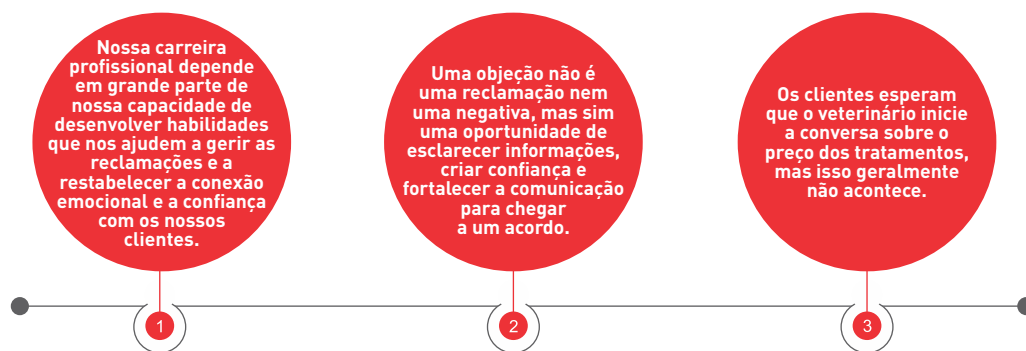 Nossa carreira
profissional depende
em grande parte de
nossa capacidade de
desenvolver habilidades
que nos ajudem a gerir as
reclamações e a
restabelecer a conexão
emocional e a confiança
com os nossos
clientes.
1
Uma objeção não é
uma reclamação nem
uma negativa, mas sim
uma oportunidade de
esclarecer informações,
criar confiança e
fortalecer a comunicação
para chegar
a um acordo.
2
Os clientes esperam
que o veterinário inicie
a conversa sobre o
preço dos tratamentos,
mas isso geralmente
não acontece.
3